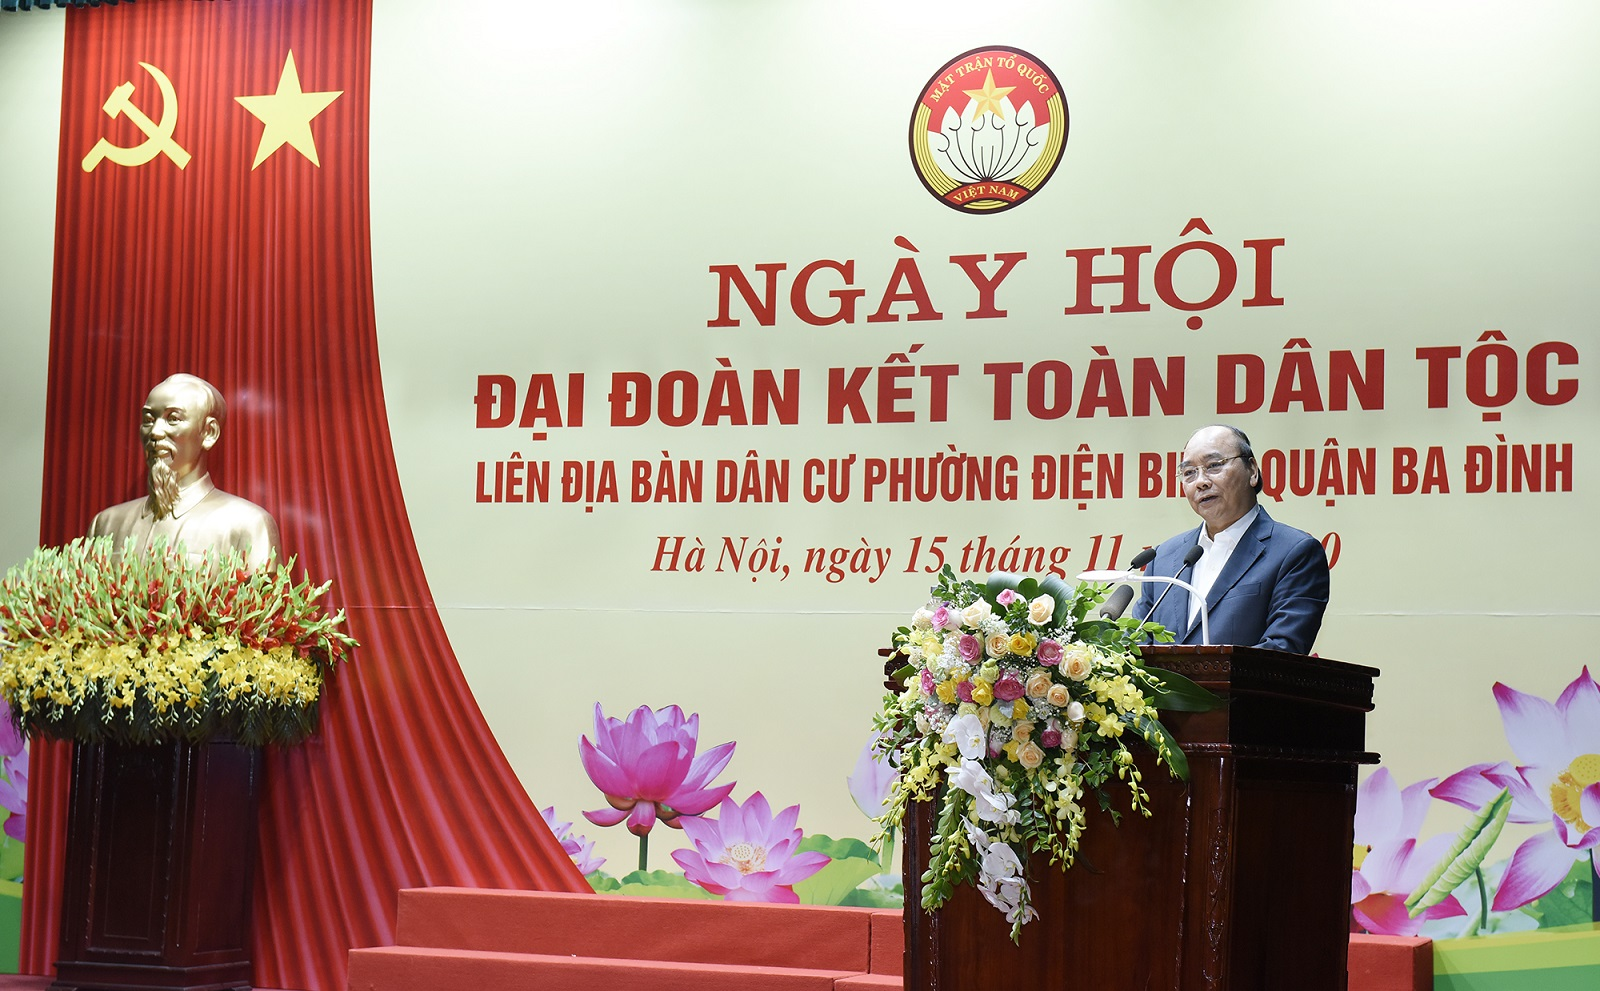 MẶT TRẬN TỔ QUỐC
VIỆT NAM
NGÀY HỘI
ĐẠI ĐOÀN KẾT TOÀN DÂN TỘC
LIÊN ĐỊA BÀN DÂN CƯ PHƯỜNG ĐIỆN QUẬN BA ĐÌNH
Hà Nội, ngày 15 tháng 11